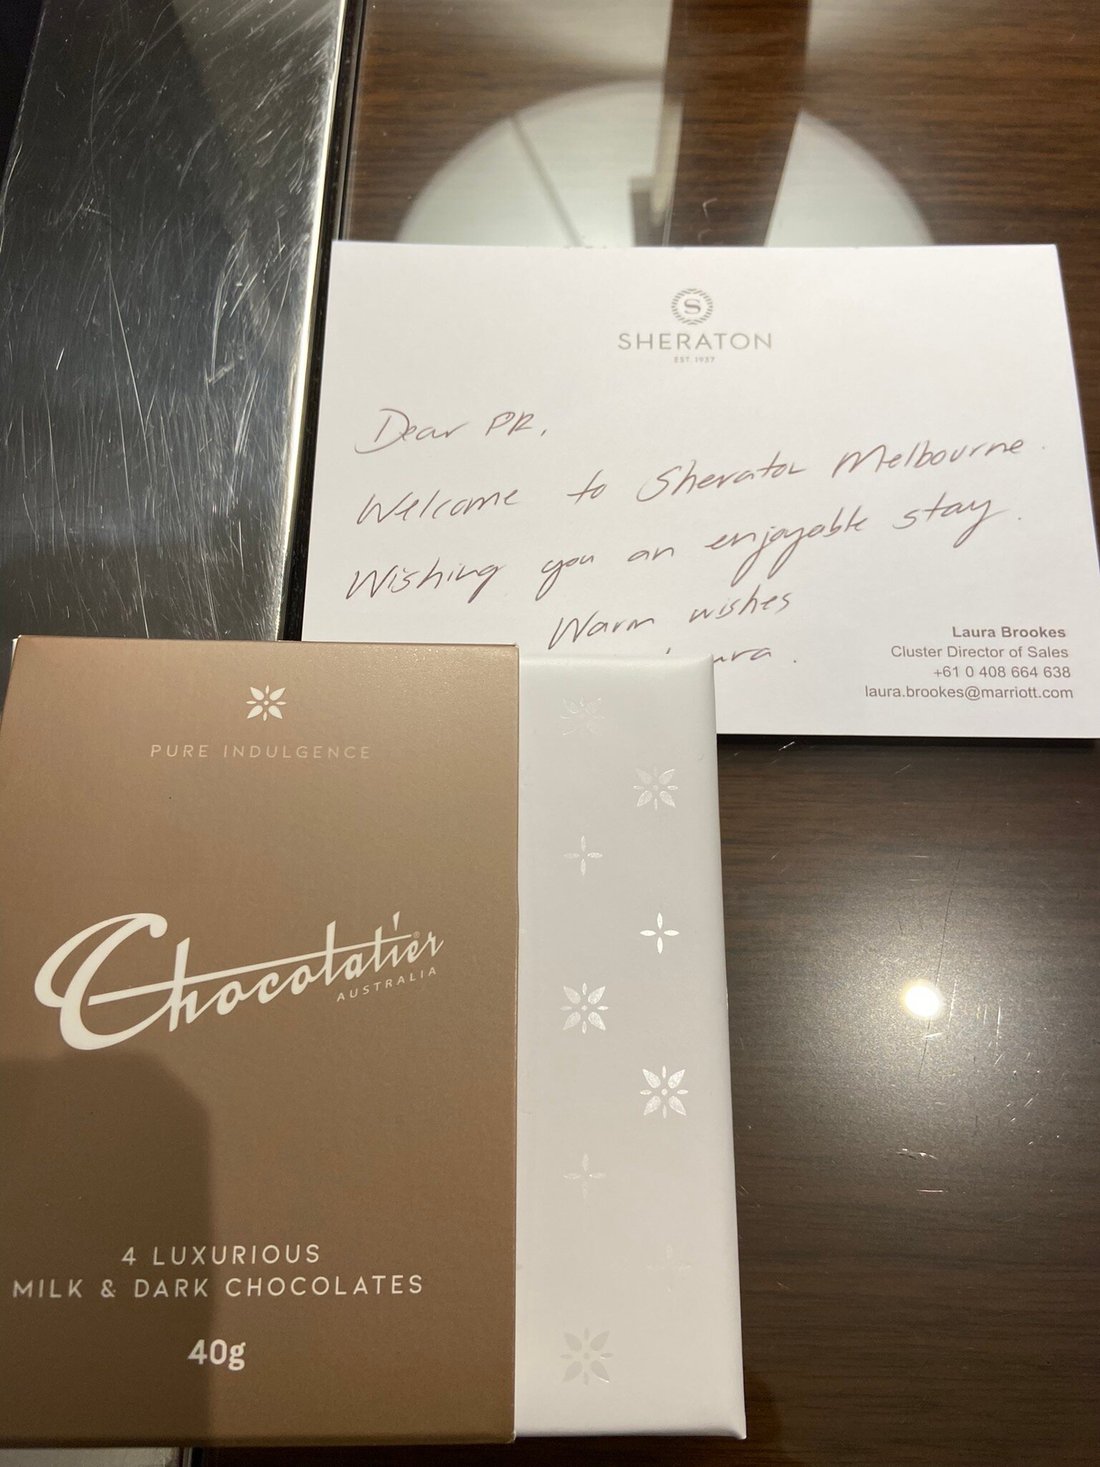 SHERATON
EST. 1937
Dear PR,
Welcome to Sheraton Melbourne.
Wishing you an enjoyable stay.
Warm wishes
Laura Brookes
Cluster Director of Sales
+61 0 408 664 638
laura.brookes@marriott.com
PURE INDULGENCE
Chocolatier®
AUSTRALIA
4 LUXURIOUS
MILK & DARK CHOCOLATES
40g